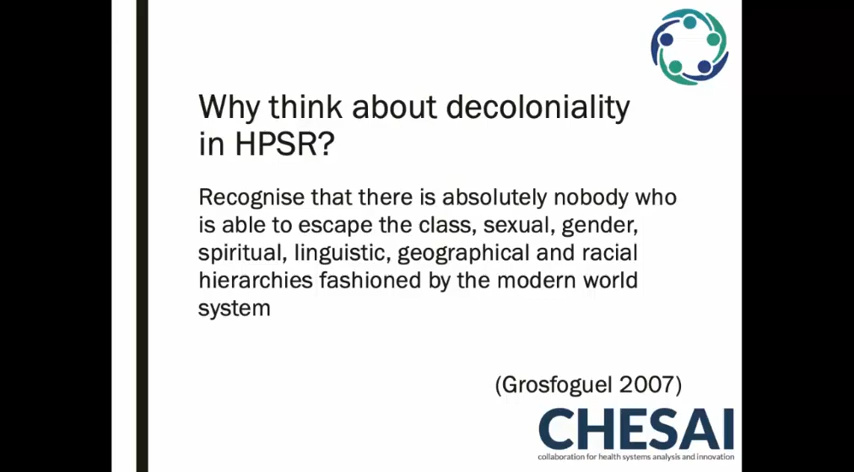 Why think about decoloniality
in HPSR?
Recognise that there is absolutely nobody who
is able to escape the class, sexual, gender,
spiritual, linguistic, geographical and racial
hierarchies fashioned by the modern world
system
(Grosfoguel 2007)
CHESAI
collaboration for health systems analysis and innovation